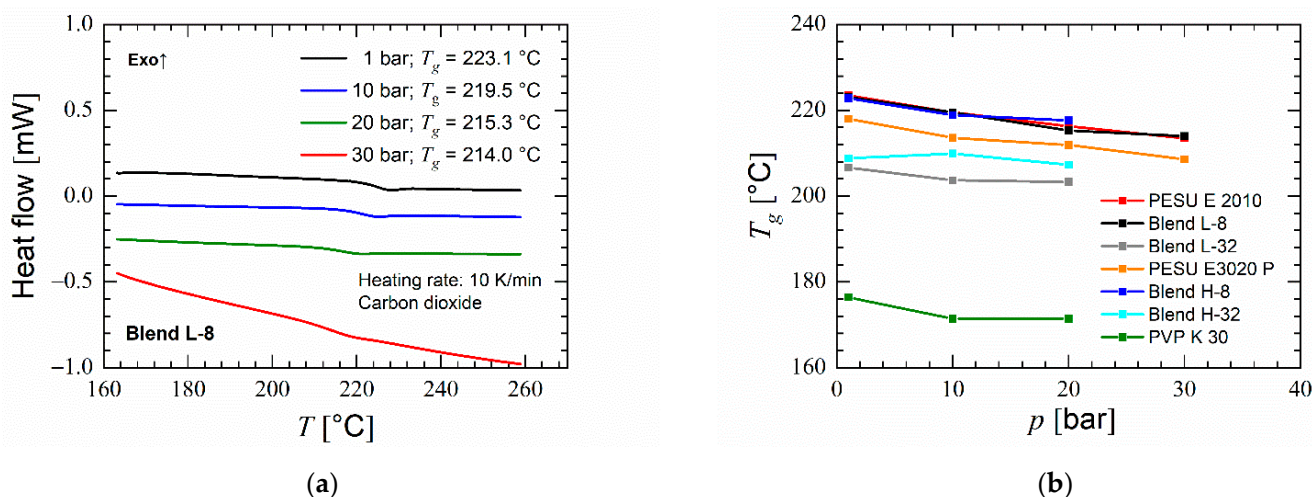 1.0
0.5
0.0
−0.5
−1.0
Heat flow [mW]
Exo↑
1 bar; Tg = 223.1 °C
10 bar; Tg = 219.5 °C
20 bar; Tg = 215.3 °C
30 bar; Tg = 214.0 °C
Heating rate: 10 K/min
Carbon dioxide
Blend L-8
160 180 200 220 240 260
T [°C]
(a)
240
220
200
180
160
Tg [°C]
PESU E 2010
Blend L-8
Blend L-32
PESU E3020 P
Blend H-8
Blend H-32
PVP K 30
0 10 20 30 40
p [bar]
(b)